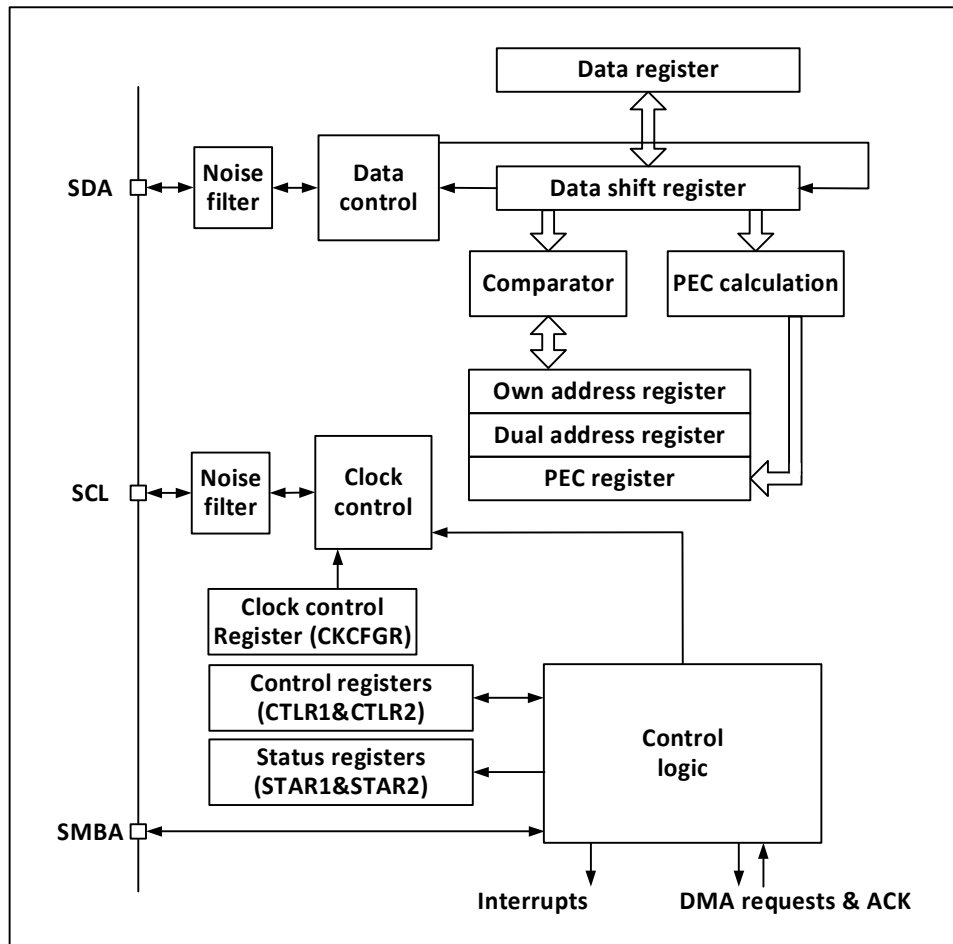 Data register
SDA
Noise
filter
Data
control
Data shift register
Comparator
PEC calculation
Own address register
Dual address register
PEC register
SCL
Noise
filter
Clock
control
Clock control
Register (CKCFGR)
Control registers
(CTLR1&CTLR2)
Status registers
(STAR1&STAR2)
Control
logic
SMBA
Interrupts
DMA requests & ACK